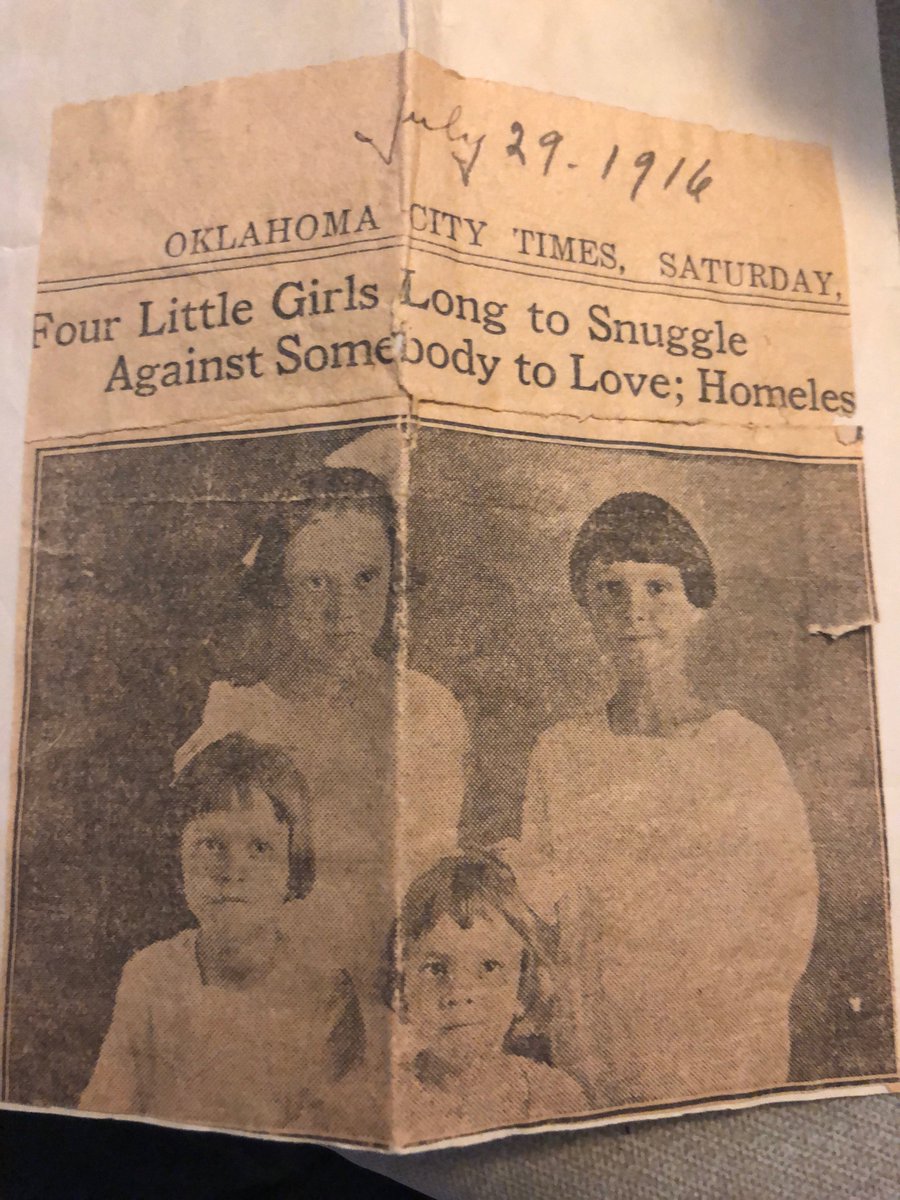 July 29-1916
OKLAHOMA CITY TIMES, SATURDAY,
Four Little Girls Long to Snuggle
Against Somebody to Love; Homeles